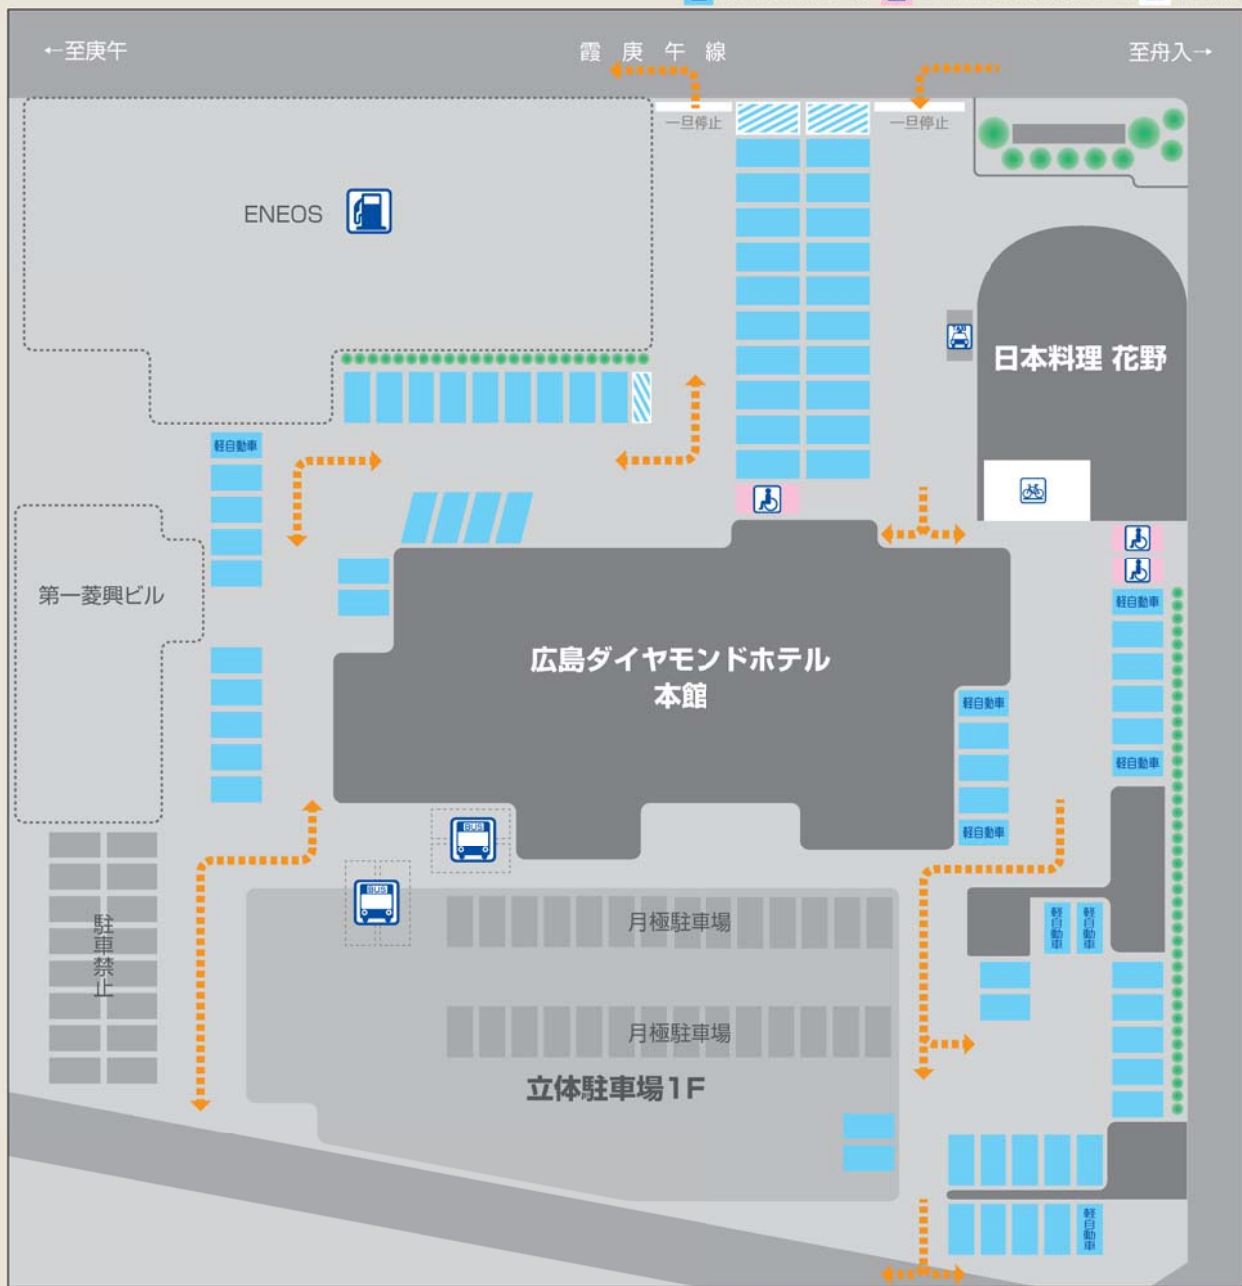 ←至庚午
霞庚午線
至舟入→
一旦停止
一旦停止
ENEOS
TAXI
日本料理 花野
軽自動車
第一菱興ビル
軽自動車
広島ダイヤモンドホテル
本館
軽自動車
軽自動車
軽自動車
BUS
BUS
駐車禁止
月極駐車場
軽自動車
軽自動車
月極駐車場
立体駐車場1F
軽自動車